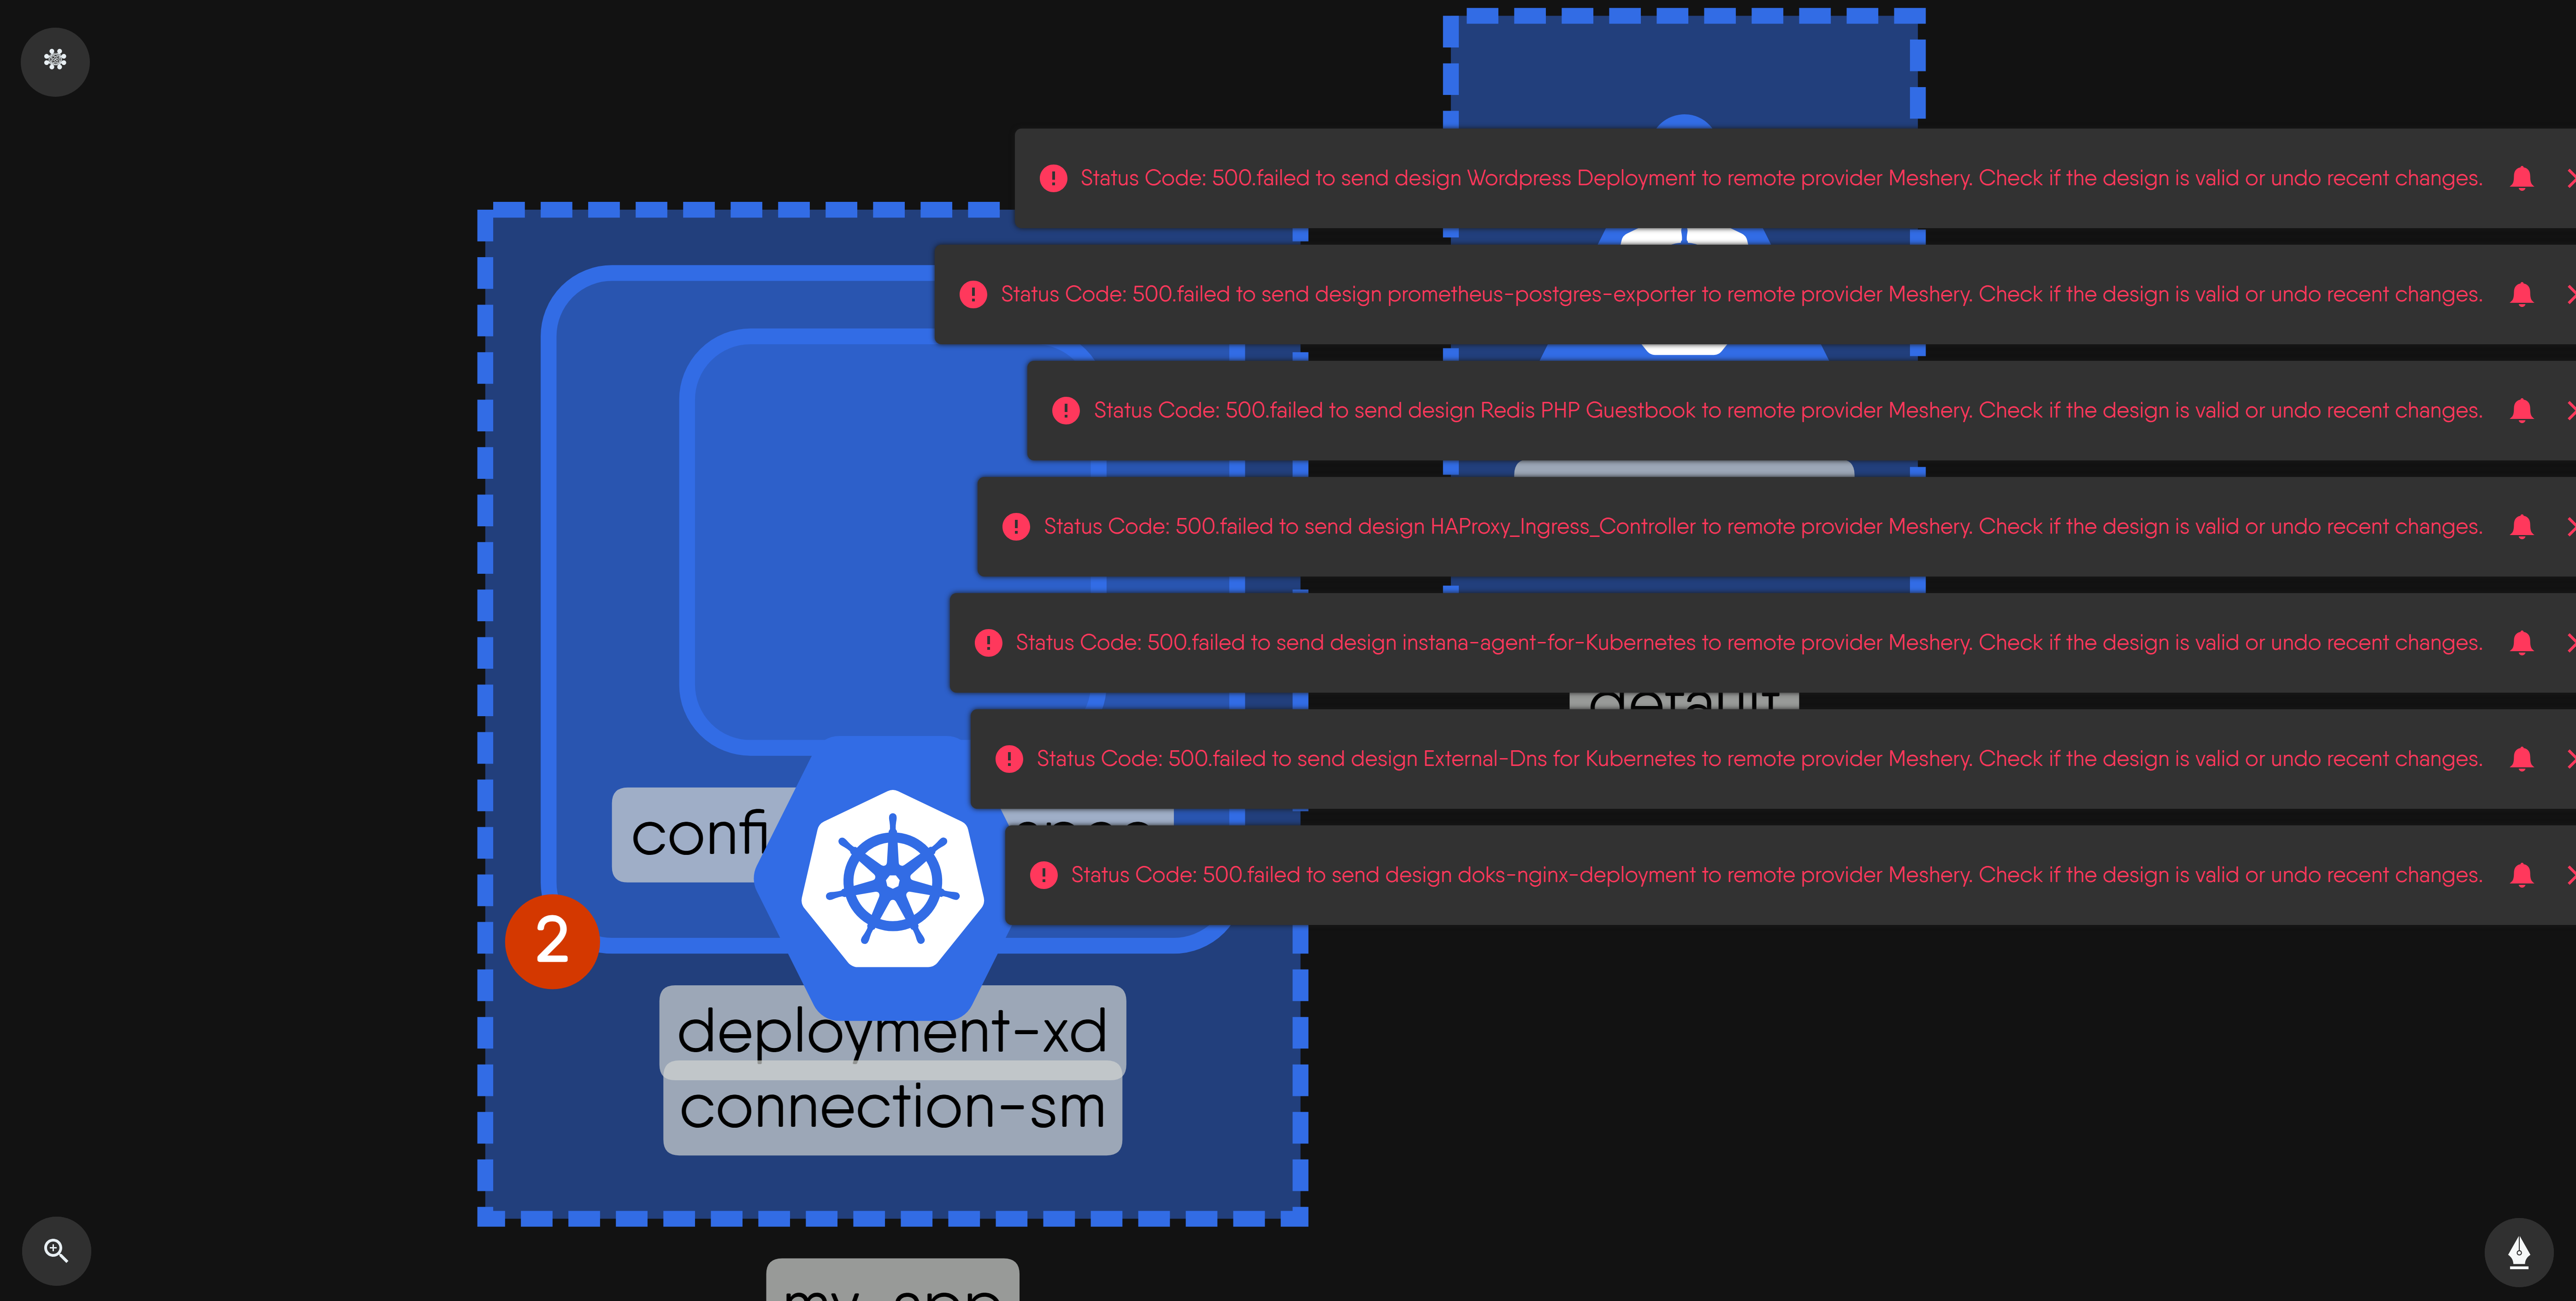 Status Code: 500.failed to send design Wordpress Deployment to remote provider Meshery. Check if the design is valid or undo recent changes.
Status Code: 500.failed to send design prometheus-postgres-exporter to remote provider Meshery. Check if the design is valid or undo recent changes.
Status Code: 500.failed to send design Redis PHP Guestbook to remote provider Meshery. Check if the design is valid or undo recent changes.
Status Code: 500.failed to send design HAProxy_Ingress_Controller to remote provider Meshery. Check if the design is valid or undo recent changes.
Status Code: 500.failed to send design instana-agent-for-Kubernetes to remote provider Meshery. Check if the design is valid or undo recent changes.
default
Status Code: 500.failed to send design External-Dns for Kubernetes to remote provider Meshery. Check if the design is valid or undo recent changes.
confi
Status Code: 500.failed to send design doks-nginx-deployment to remote provider Meshery. Check if the design is valid or undo recent changes.
2
deployment-xd
connection-sm
my-app